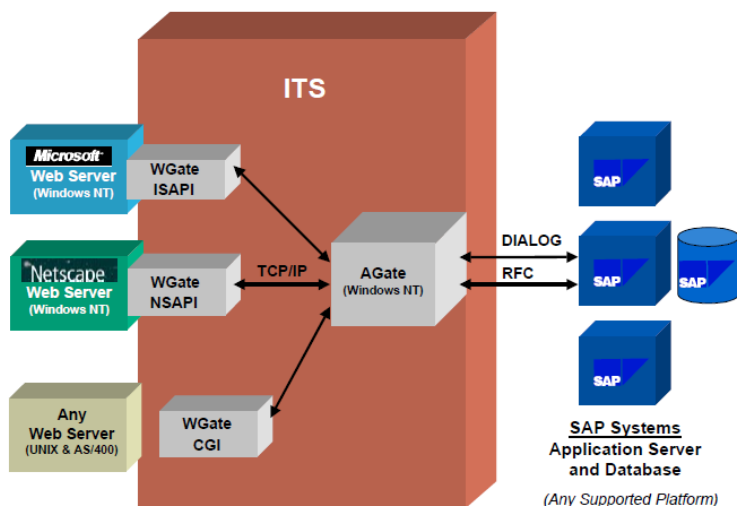 ITS
Microsoft
Web Server
(Windows NT)
WGate
ISAPI
Netscape
Web Server
(Windows NT)
WGate
NSAPI
TCP/IP
AGate
(Windows NT)
DIALOG
RFC
SAP
SAP
SAP
SAP
Any
Web Server
(UNIX & AS/400)
WGate
CGI
SAP Systems
Application Server
and Database
(Any Supported Platform)